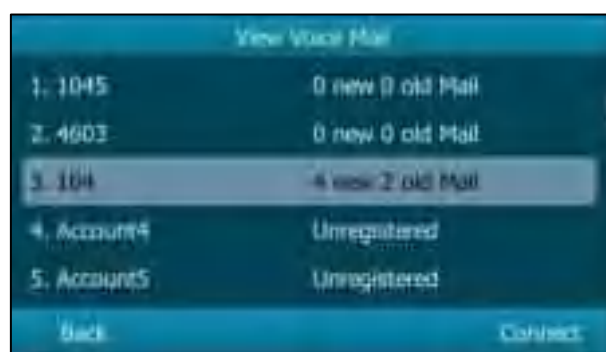 View Voice Mail
1. 1045 0 new 0 old Mail
2. 4603 0 new 0 old Mail
3. 104 4 new 2 old Mail
4. Account4 Unregistered
5. Account5 Unregistered
Back Connect